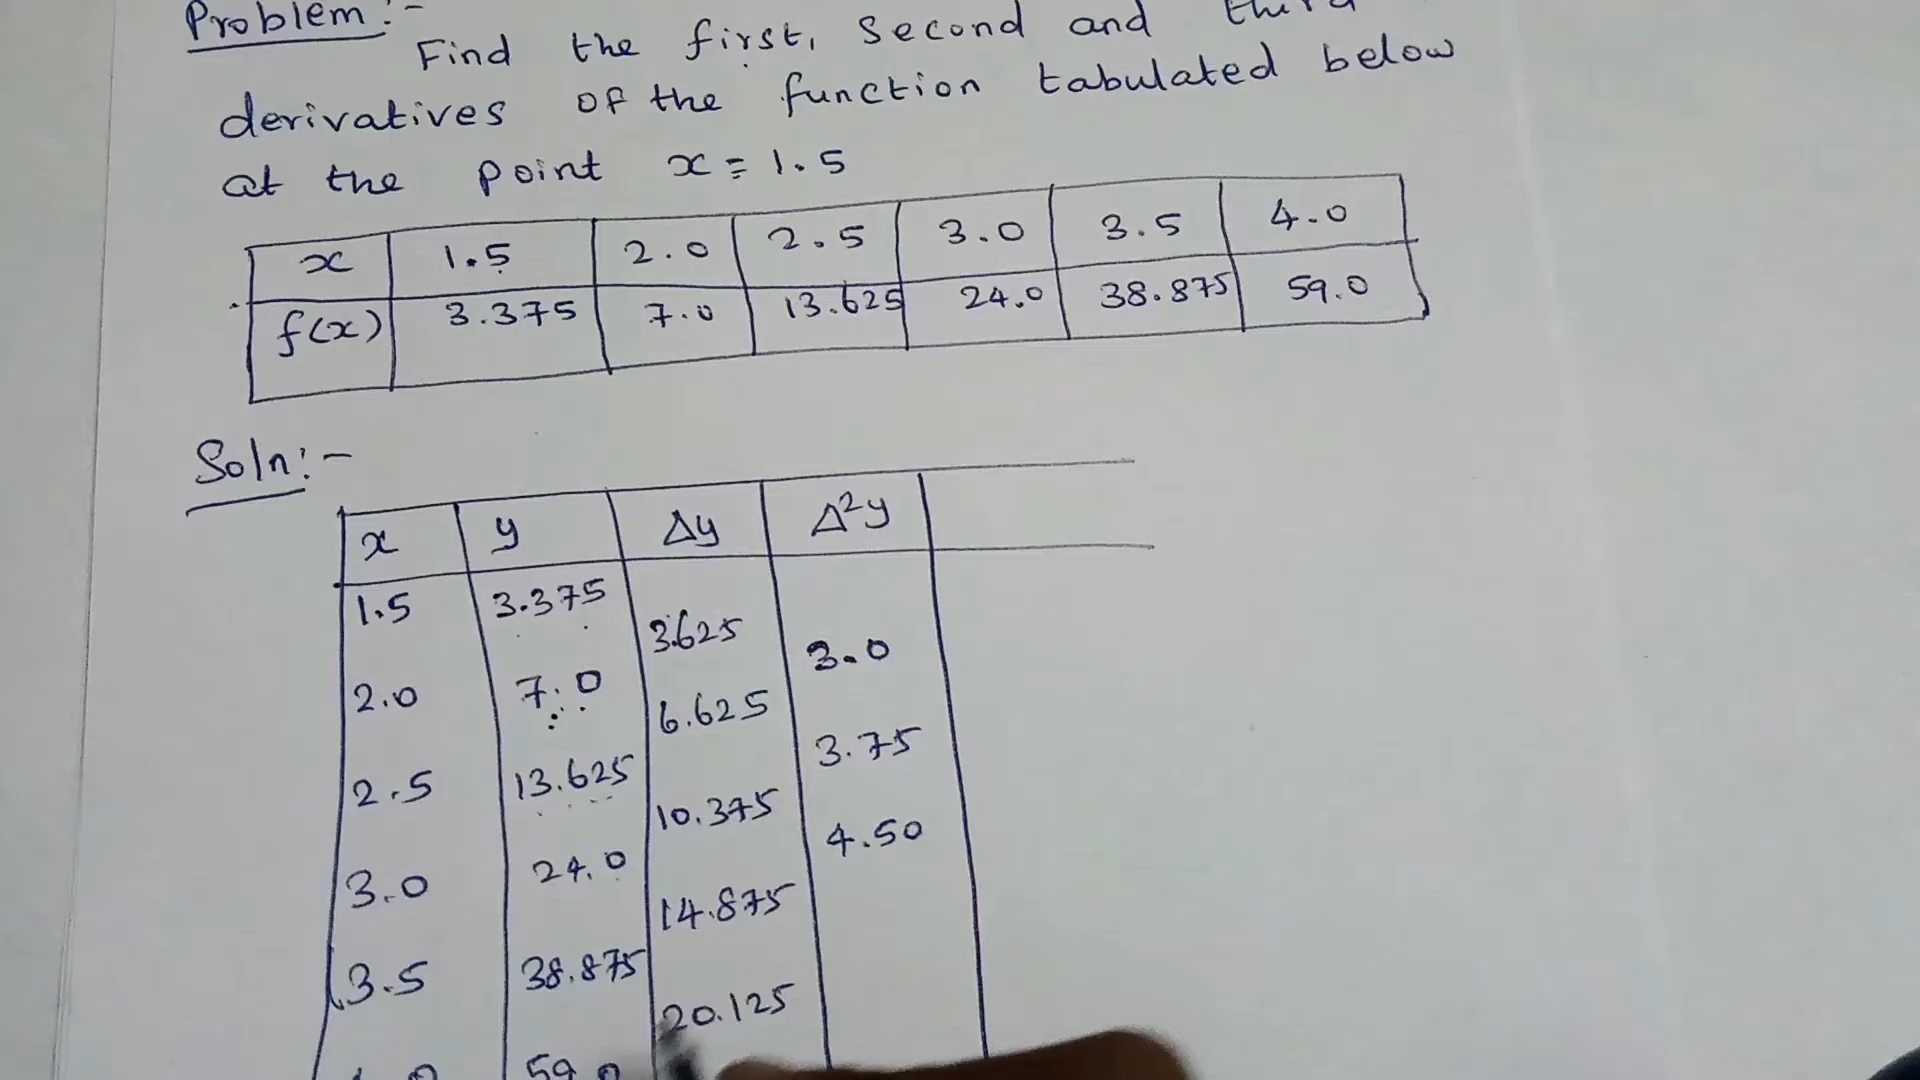 Problem :-
Find the first, Second and third
derivatives of the function tabulated below
at the point x = 1.5
x 1.5 2.0 2.5 3.0 3.5 4.0
f(x) 3.375 7.0 13.625 24.0 38.875 59.0
Soln:-
x y Δy Δ²y
1.5 3.375
3.625
3.0
2.0 7.0
6.625
3.75
2.5 13.625
10.375
4.50
3.0 24.0
14.875
3.5 38.875
20.125
59.0